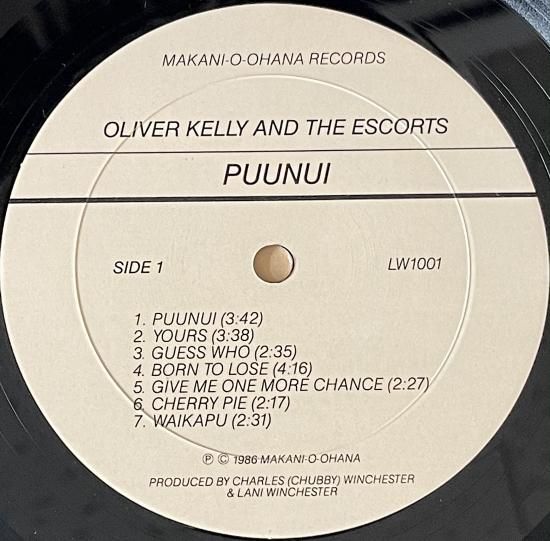 MAKANI-O-OHANA RECORDS
OLIVER KELLY AND THE ESCORTS
PUUNUI
SIDE 1 LW1001
1. PUUNUI (3:42)
2. YOURS (3:38)
3. GUESS WHO (2:35)
4. BORN TO LOSE (4:16)
5. GIVE ME ONE MORE CHANCE (2:27)
6. CHERRY PIE (2:17)
7. WAIKAPU (2:31)
Ⓟ © 1986 MAKANI-O-OHANA
PRODUCED BY CHARLES (CHUBBY) WINCHESTER
& LANI WINCHESTER